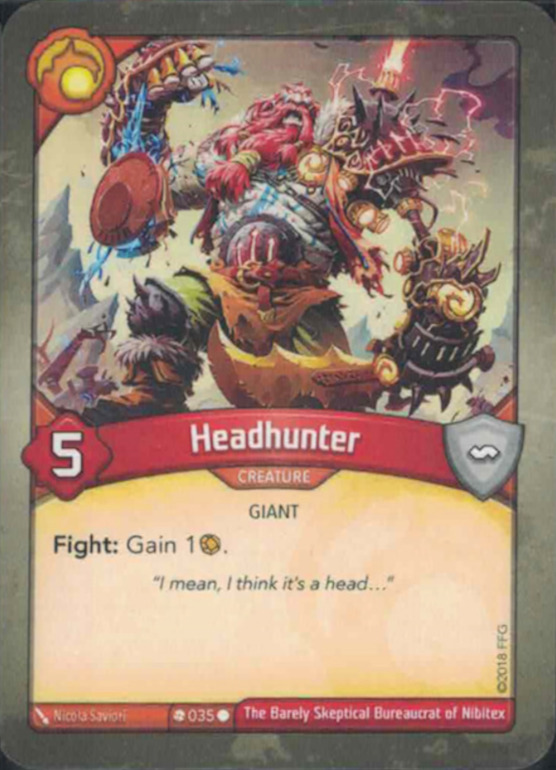 Headhunter
5
CREATURE
GIANT
Fight: Gain 1.
"I mean, I think it's a head…"
©2018 FFG
Nicola Saviori
035
The Barely Skeptical Bureaucrat of Nibitex